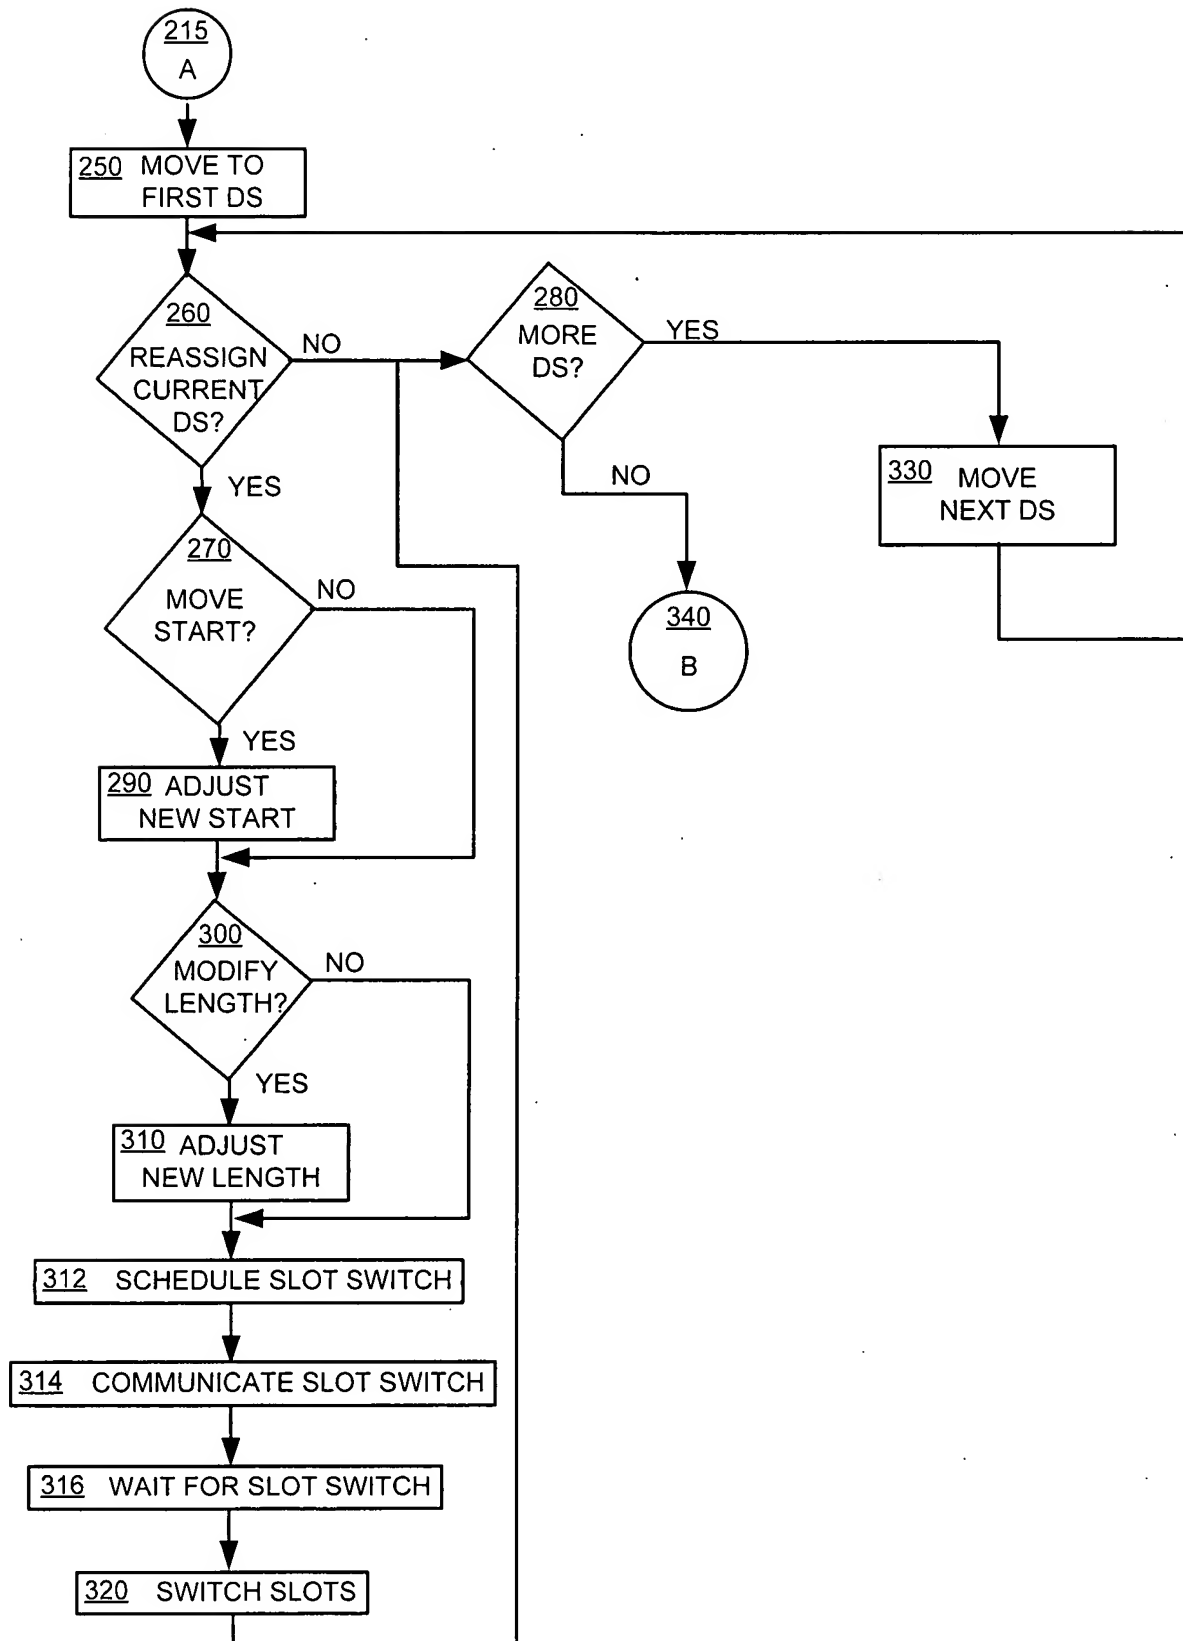 215
A
250 MOVE TO
FIRST DS
260
REASSIGN
CURRENT
DS?
NO
YES
280
MORE
DS?
YES
NO
330 MOVE
NEXT DS
340
B
270
MOVE
START?
NO
YES
290 ADJUST
NEW START
300
MODIFY
LENGTH?
NO
YES
310 ADJUST
NEW LENGTH
312 SCHEDULE SLOT SWITCH
314 COMMUNICATE SLOT SWITCH
316 WAIT FOR SLOT SWITCH
320 SWITCH SLOTS